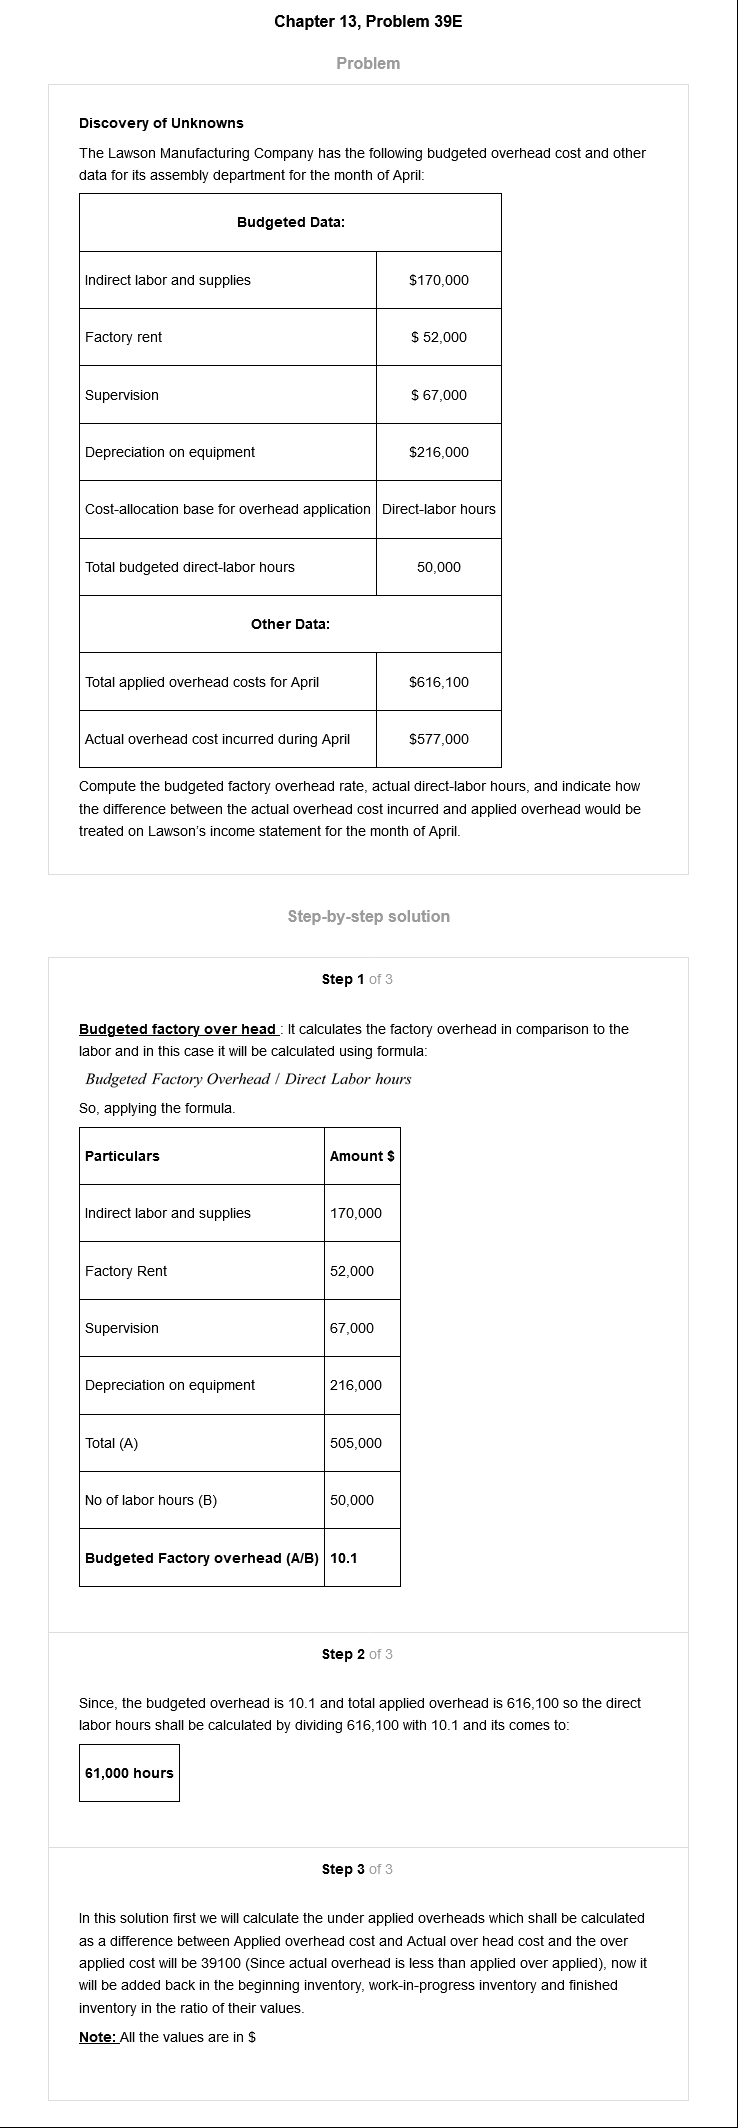 Chapter 13, Problem 39E
Problem
Discovery of Unknowns
The Lawson Manufacturing Company has the following budgeted overhead cost and other
data for its assembly department for the month of April:
Budgeted Data:
Indirect labor and supplies $170,000
Factory rent $ 52,000
Supervision $ 67,000
Depreciation on equipment $216,000
Cost-allocation base for overhead application Direct-labor hours
Total budgeted direct-labor hours 50,000
Other Data:
Total applied overhead costs for April $616,100
Actual overhead cost incurred during April $577,000
Compute the budgeted factory overhead rate, actual direct-labor hours, and indicate how
the difference between the actual overhead cost incurred and applied overhead would be
treated on Lawson's income statement for the month of April.
Step-by-step solution
Step 1 of 3
Budgeted factory over head : It calculates the factory overhead in comparison to the
labor and in this case it will be calculated using formula:
Budgeted Factory Overhead / Direct Labor hours
So, applying the formula.
Particulars Amount $
Indirect labor and supplies 170,000
Factory Rent 52,000
Supervision 67,000
Depreciation on equipment 216,000
Total (A) 505,000
No of labor hours (B) 50,000
Budgeted Factory overhead (A/B) 10.1
Step 2 of 3
Since, the budgeted overhead is 10.1 and total applied overhead is 616,100 so the direct
labor hours shall be calculated by dividing 616,100 with 10.1 and its comes to:
61,000 hours
Step 3 of 3
In this solution first we will calculate the under applied overheads which shall be calculated
as a difference between Applied overhead cost and Actual over head cost and the over
applied cost will be 39100 (Since actual overhead is less than applied over applied), now it
will be added back in the beginning inventory, work-in-progress inventory and finished
inventory in the ratio of their values.
Note: All the values are in $